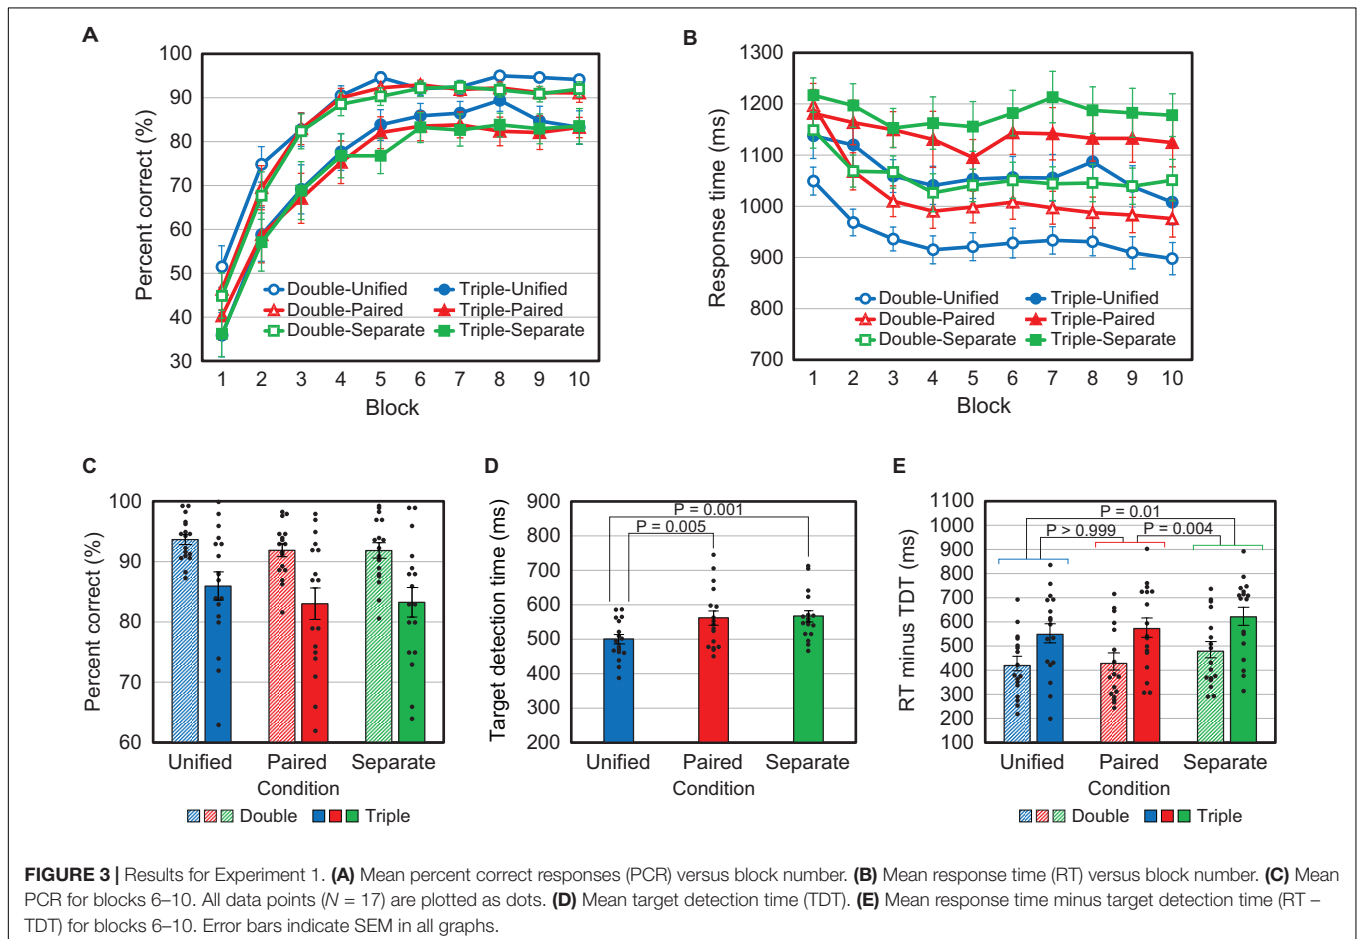 A
100
90
80
70
60
50
40
30
Percent correct (%)
Double-Unified
Triple-Unified
Double-Paired
Triple-Paired
Double-Separate
Triple-Separate
1 2 3 4 5 6 7 8 9 10
Block
B
1300
1200
1100
1000
900
800
700
Response time (ms)
Double-Unified
Triple-Unified
Double-Paired
Triple-Paired
Double-Separate
Triple-Separate
1 2 3 4 5 6 7 8 9 10
Block
C
100
90
80
70
60
Percent correct (%)
Unified Paired Separate
Condition
Double Triple
D
900
800
700
600
500
400
300
200
Target detection time (ms)
P = 0.001
P = 0.005
Unified Paired Separate
Condition
E
1100
1000
900
800
700
600
500
400
300
200
100
RT minus TDT (ms)
P = 0.01
P > 0.999
P = 0.004
Unified Paired Separate
Condition
Double Triple
FIGURE 3 | Results for Experiment 1. (A) Mean percent correct responses (PCR) versus block number. (B) Mean response time (RT) versus block number. (C) Mean
PCR for blocks 6–10. All data points (N = 17) are plotted as dots. (D) Mean target detection time (TDT). (E) Mean response time minus target detection time (RT –
TDT) for blocks 6–10. Error bars indicate SEM in all graphs.